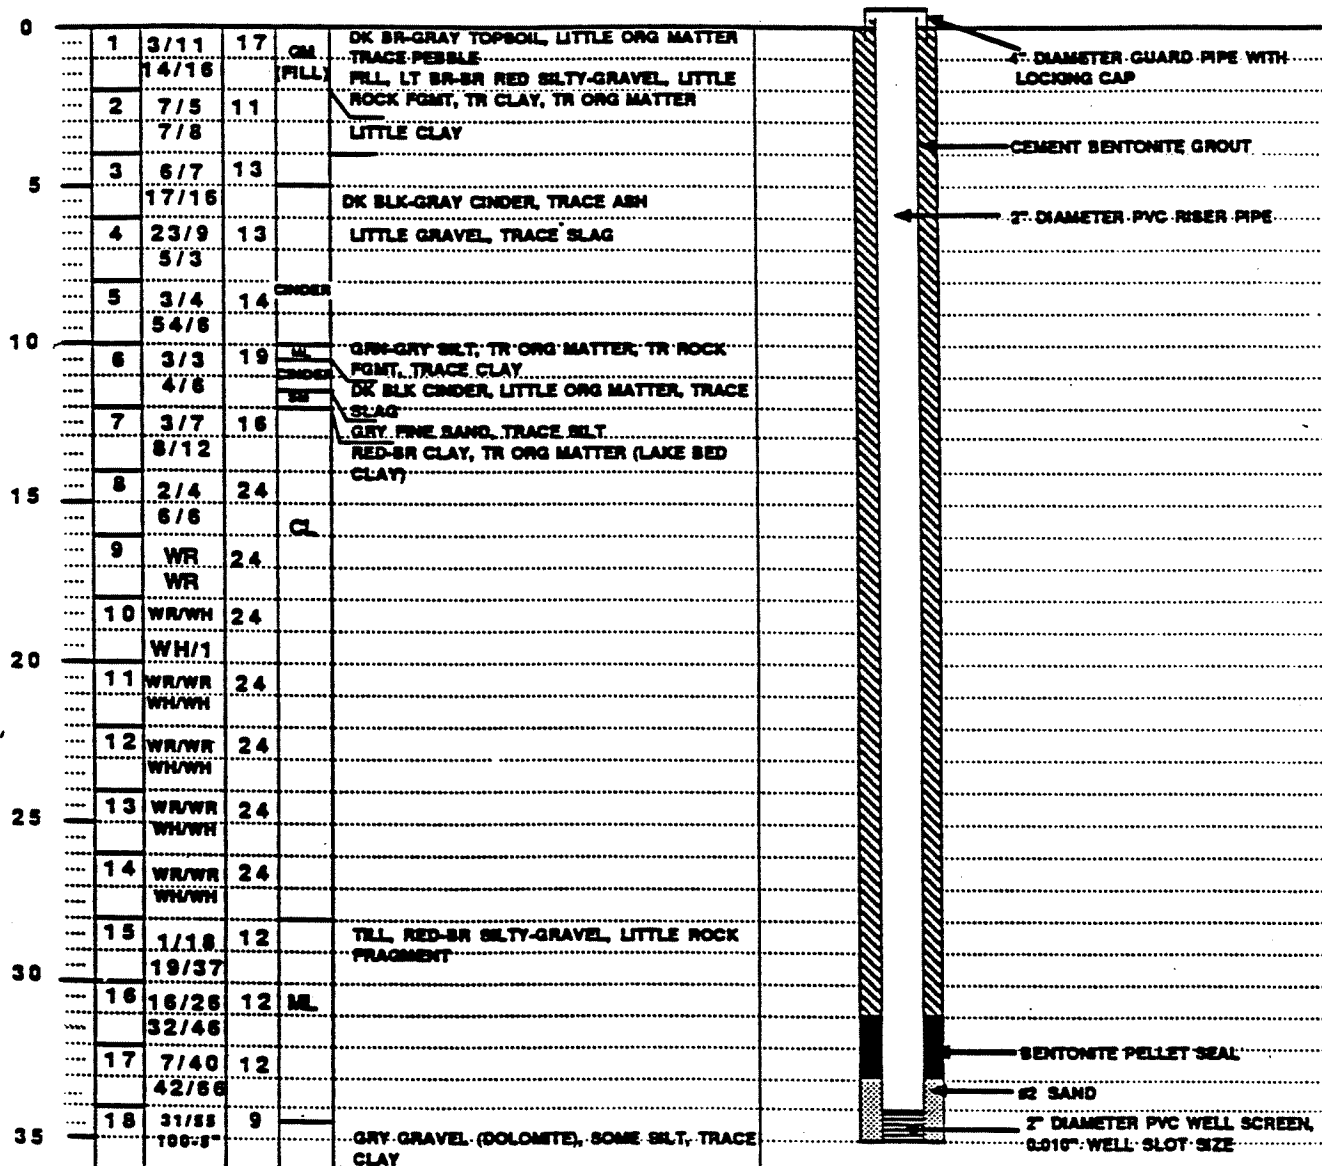 0
1 3/11 17 GM DK BR-GRAY TOPSOIL, LITTLE ORG MATTER
14/16 (FILL) TRACE PEBBLE
FILL, LT BR-BR RED SILTY-GRAVEL, LITTLE
2 7/5 11 ROCK FGMT, TR CLAY, TR ORG MATTER
7/8 LITTLE CLAY
3 6/7 13
5
17/16 DK BLK-GRAY CINDER, TRACE ASH
4 23/9 13 LITTLE GRAVEL, TRACE SLAG
5/3
5 3/4 14 CINDER
54/6
10
6 3/3 19 ML GRN-GRY SILT, TR ORG MATTER, TR ROCK
FGMT, TRACE CLAY
4/6 CINDER DK BLK CINDER, LITTLE ORG MATTER, TRACE
SM SLAG
7 3/7 16 GRY FINE SAND, TRACE SILT
8/12 RED-BR CLAY, TR ORG MATTER (LAKE BED
CLAY)
8 2/4 24
15
6/6 CL
9 WR 24
WR
10 WR/WH 24
WH/1
20
11 WR/WR 24
WH/WH
12 WR/WR 24
WH/WH
13 WR/WR 24
25
WH/WH
14 WR/WR 24
WH/WH
15 1/18 12 TILL, RED-BR SILTY-GRAVEL, LITTLE ROCK
19/37 FRAGMENT
30
16 16/26 12 ML
32/46
17 7/40 12
42/66
18 31/55 9
35
100-5" GRY GRAVEL (DOLOMITE), SOME SILT, TRACE
CLAY
4" DIAMETER GUARD PIPE WITH
LOCKING CAP
CEMENT BENTONITE GROUT
2" DIAMETER PVC RISER PIPE
BENTONITE PELLET SEAL
#2 SAND
2" DIAMETER PVC WELL SCREEN,
0.010" WELL SLOT SIZE